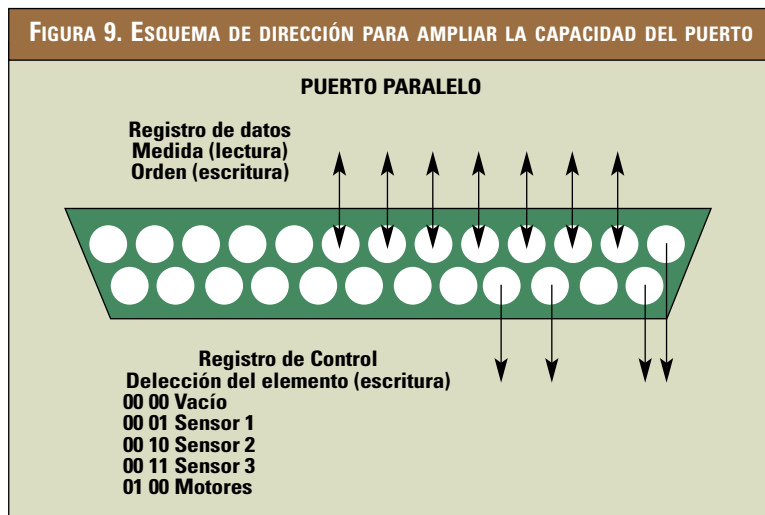 FIGURA 9. ESQUEMA DE DIRECCIÓN PARA AMPLIAR LA CAPACIDAD DEL PUERTO
PUERTO PARALELO
Registro de datos
Medida (lectura)
Orden (escritura)
Registro de Control
Delección del elemento (escritura)
00 00 Vacío
00 01 Sensor 1
00 10 Sensor 2
00 11 Sensor 3
01 00 Motores